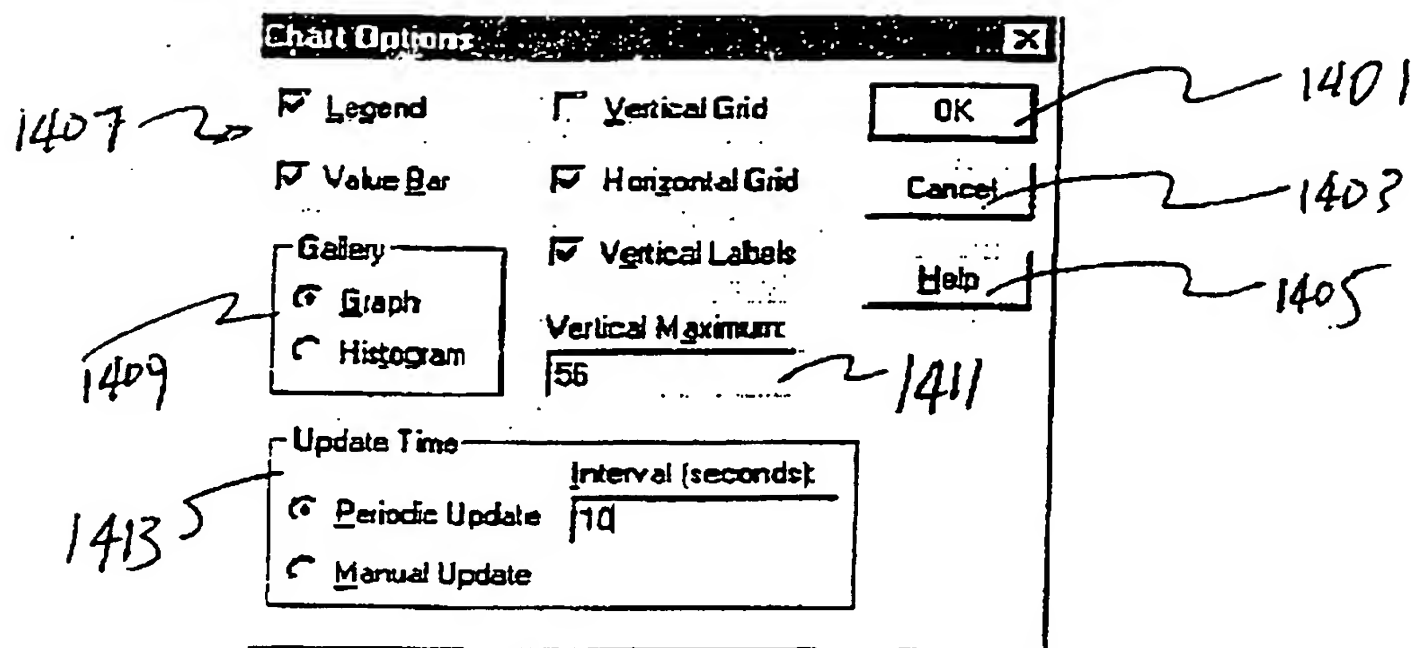 Chart Options
1407
Legend
Vertical Grid
OK
1401
Value Bar
Horizontal Grid
Cancel
1403
Gallery
Vertical Labels
Help
1405
Graph
Histogram
1409
Vertical Maximum:
56
1411
Update Time
Interval (seconds):
Periodic Update
10
1413
Manual Update